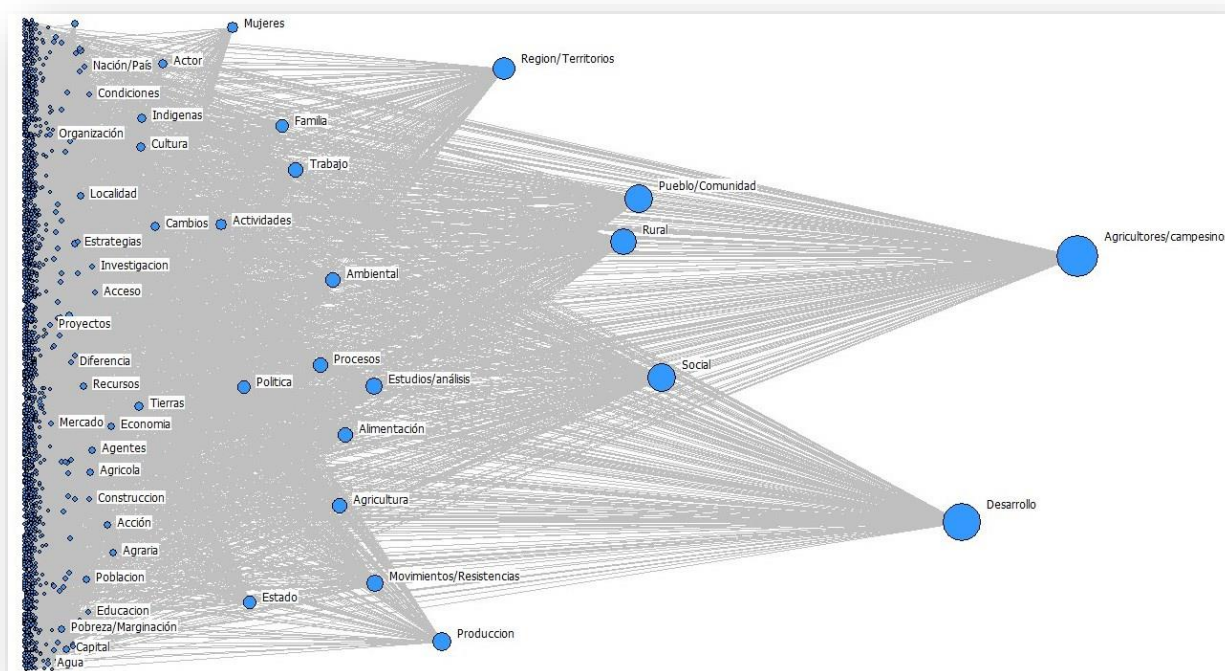 Mujeres
Region/Territorios
Nación/País
Actor
Condiciones
Indigenas
Familia
Organización
Cultura
Trabajo
Pueblo/Comunidad
Localidad
Cambios
Actividades
Rural
Agricultores/campesino
Estrategias
Investigacion
Ambiental
Acceso
Proyectos
Diferencia
Procesos
Social
Recursos
Politica
Estudios/análisis
Tierras
Mercado
Economia
Alimentación
Agentes
Agricola
Construccion
Agricultura
Desarrollo
Acción
Agraria
Poblacion
Movimientos/Resistencias
Estado
Educacion
Pobreza/Marginación
Produccion
Capital
Agua